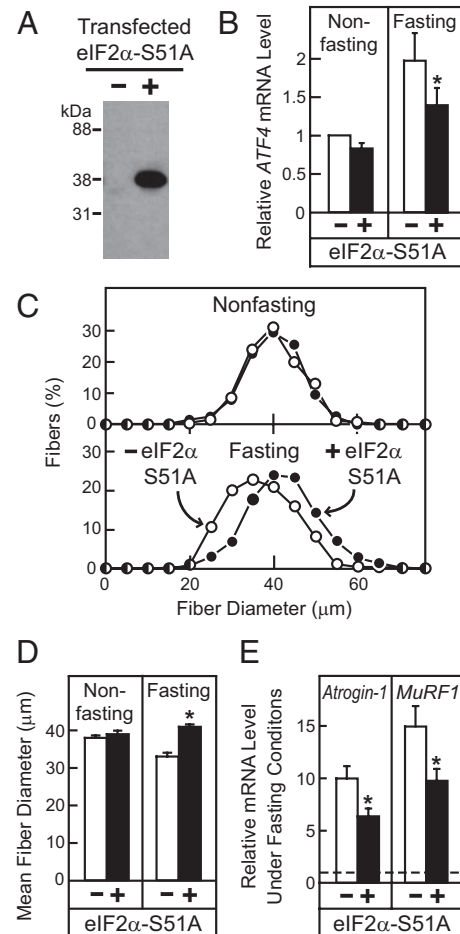 A
Transfected
eIF2α-S51A
− +
kDa
88
38
31
B
Non-
fasting
Fasting
Relative ATF4 mRNA Level
2
1.5
1
0.5
0
*
− + − +
eIF2α-S51A
C
Nonfasting
30
20
10
0
Fibers (%)
− eIF2α
S51A
Fasting
+ eIF2α
S51A
30
20
10
0
0 20 40 60
Fiber Diameter (μm)
D
Non-
fasting
Fasting
Mean Fiber Diameter (μm)
40
30
20
10
0
*
− + − +
eIF2α-S51A
E
Atrogin-1
MuRF1
Relative mRNA Level
Under Fasting Conditons
15
10
5
0
*
*
− + − +
eIF2α-S51A